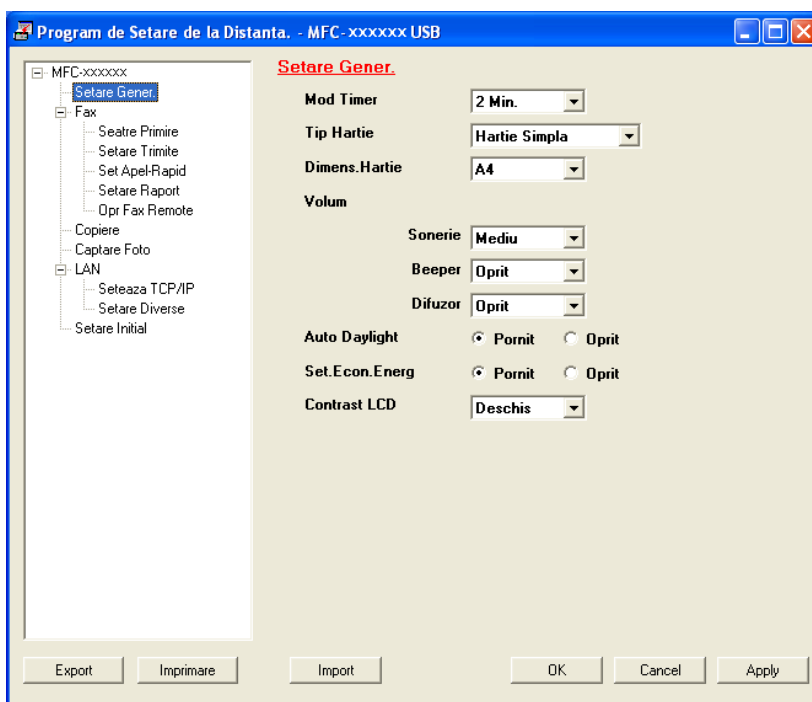 Program de Setare de la Distanta. - MFC-xxxxxx USB
MFC-xxxxxx
Setare Gener.
Fax
Seatre Primire
Setare Trimite
Set Apel-Rapid
Setare Raport
Opr Fax Remote
Copiere
Captare Foto
LAN
Seteaza TCP/IP
Setare Diverse
Setare Initial
Setare Gener.
Mod Timer 2 Min.
Tip Hartie Hartie Simpla
Dimens.Hartie A4
Volum
Sonerie Mediu
Beeper Oprit
Difuzor Oprit
Auto Daylight Pornit Oprit
Set.Econ.Energ Pornit Oprit
Contrast LCD Deschis
Export Imprimare Import OK Cancel Apply